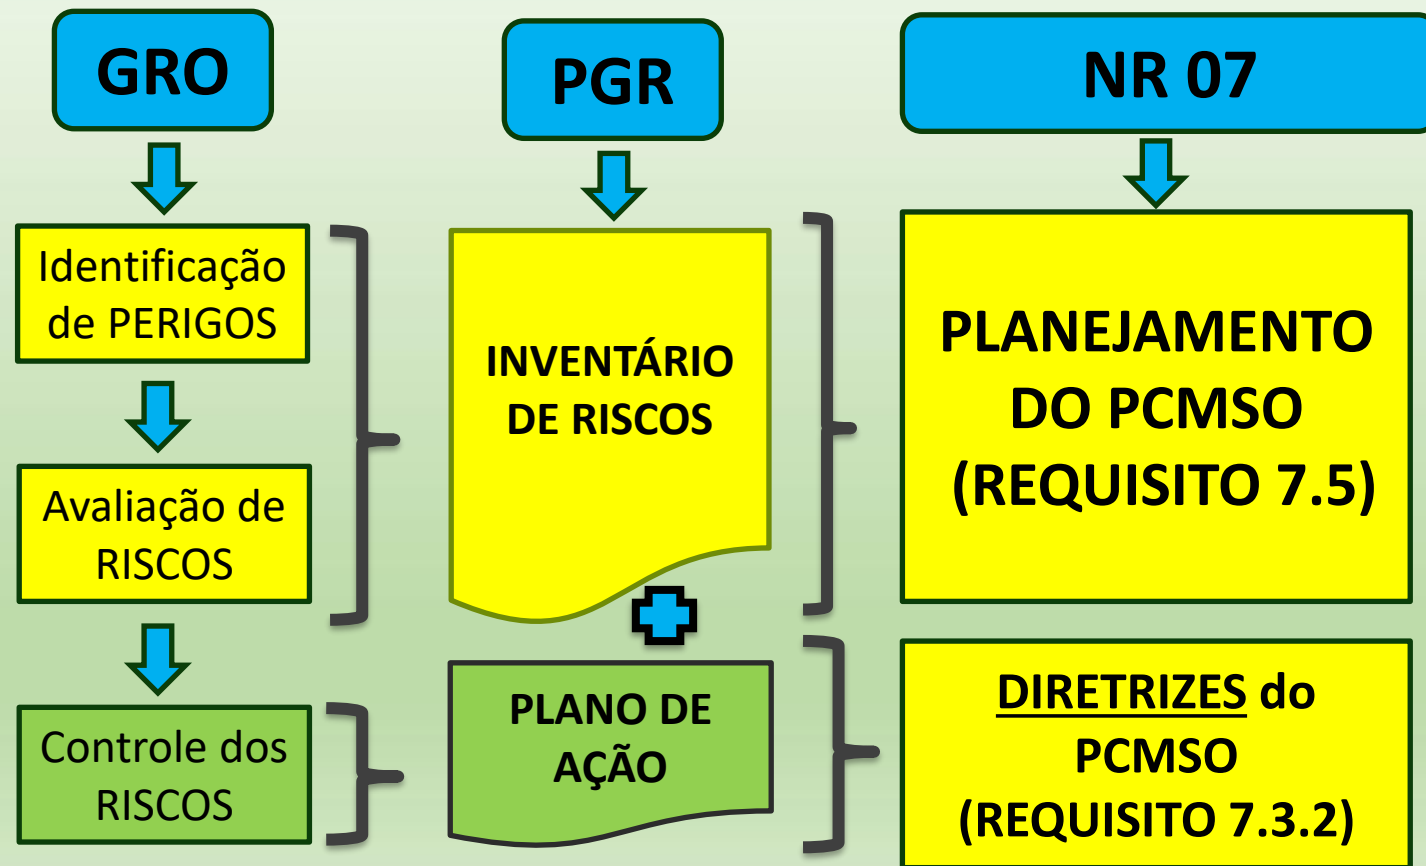 GRO
Identificação
de PERIGOS
Avaliação de
RISCOS
Controle dos
RISCOS
PGR
INVENTÁRIO
DE RISCOS
PLANO DE
AÇÃO
NR 07
PLANEJAMENTO
DO PCMSO
(REQUISITO 7.5)
DIRETRIZES do
PCMSO
(REQUISITO 7.3.2)